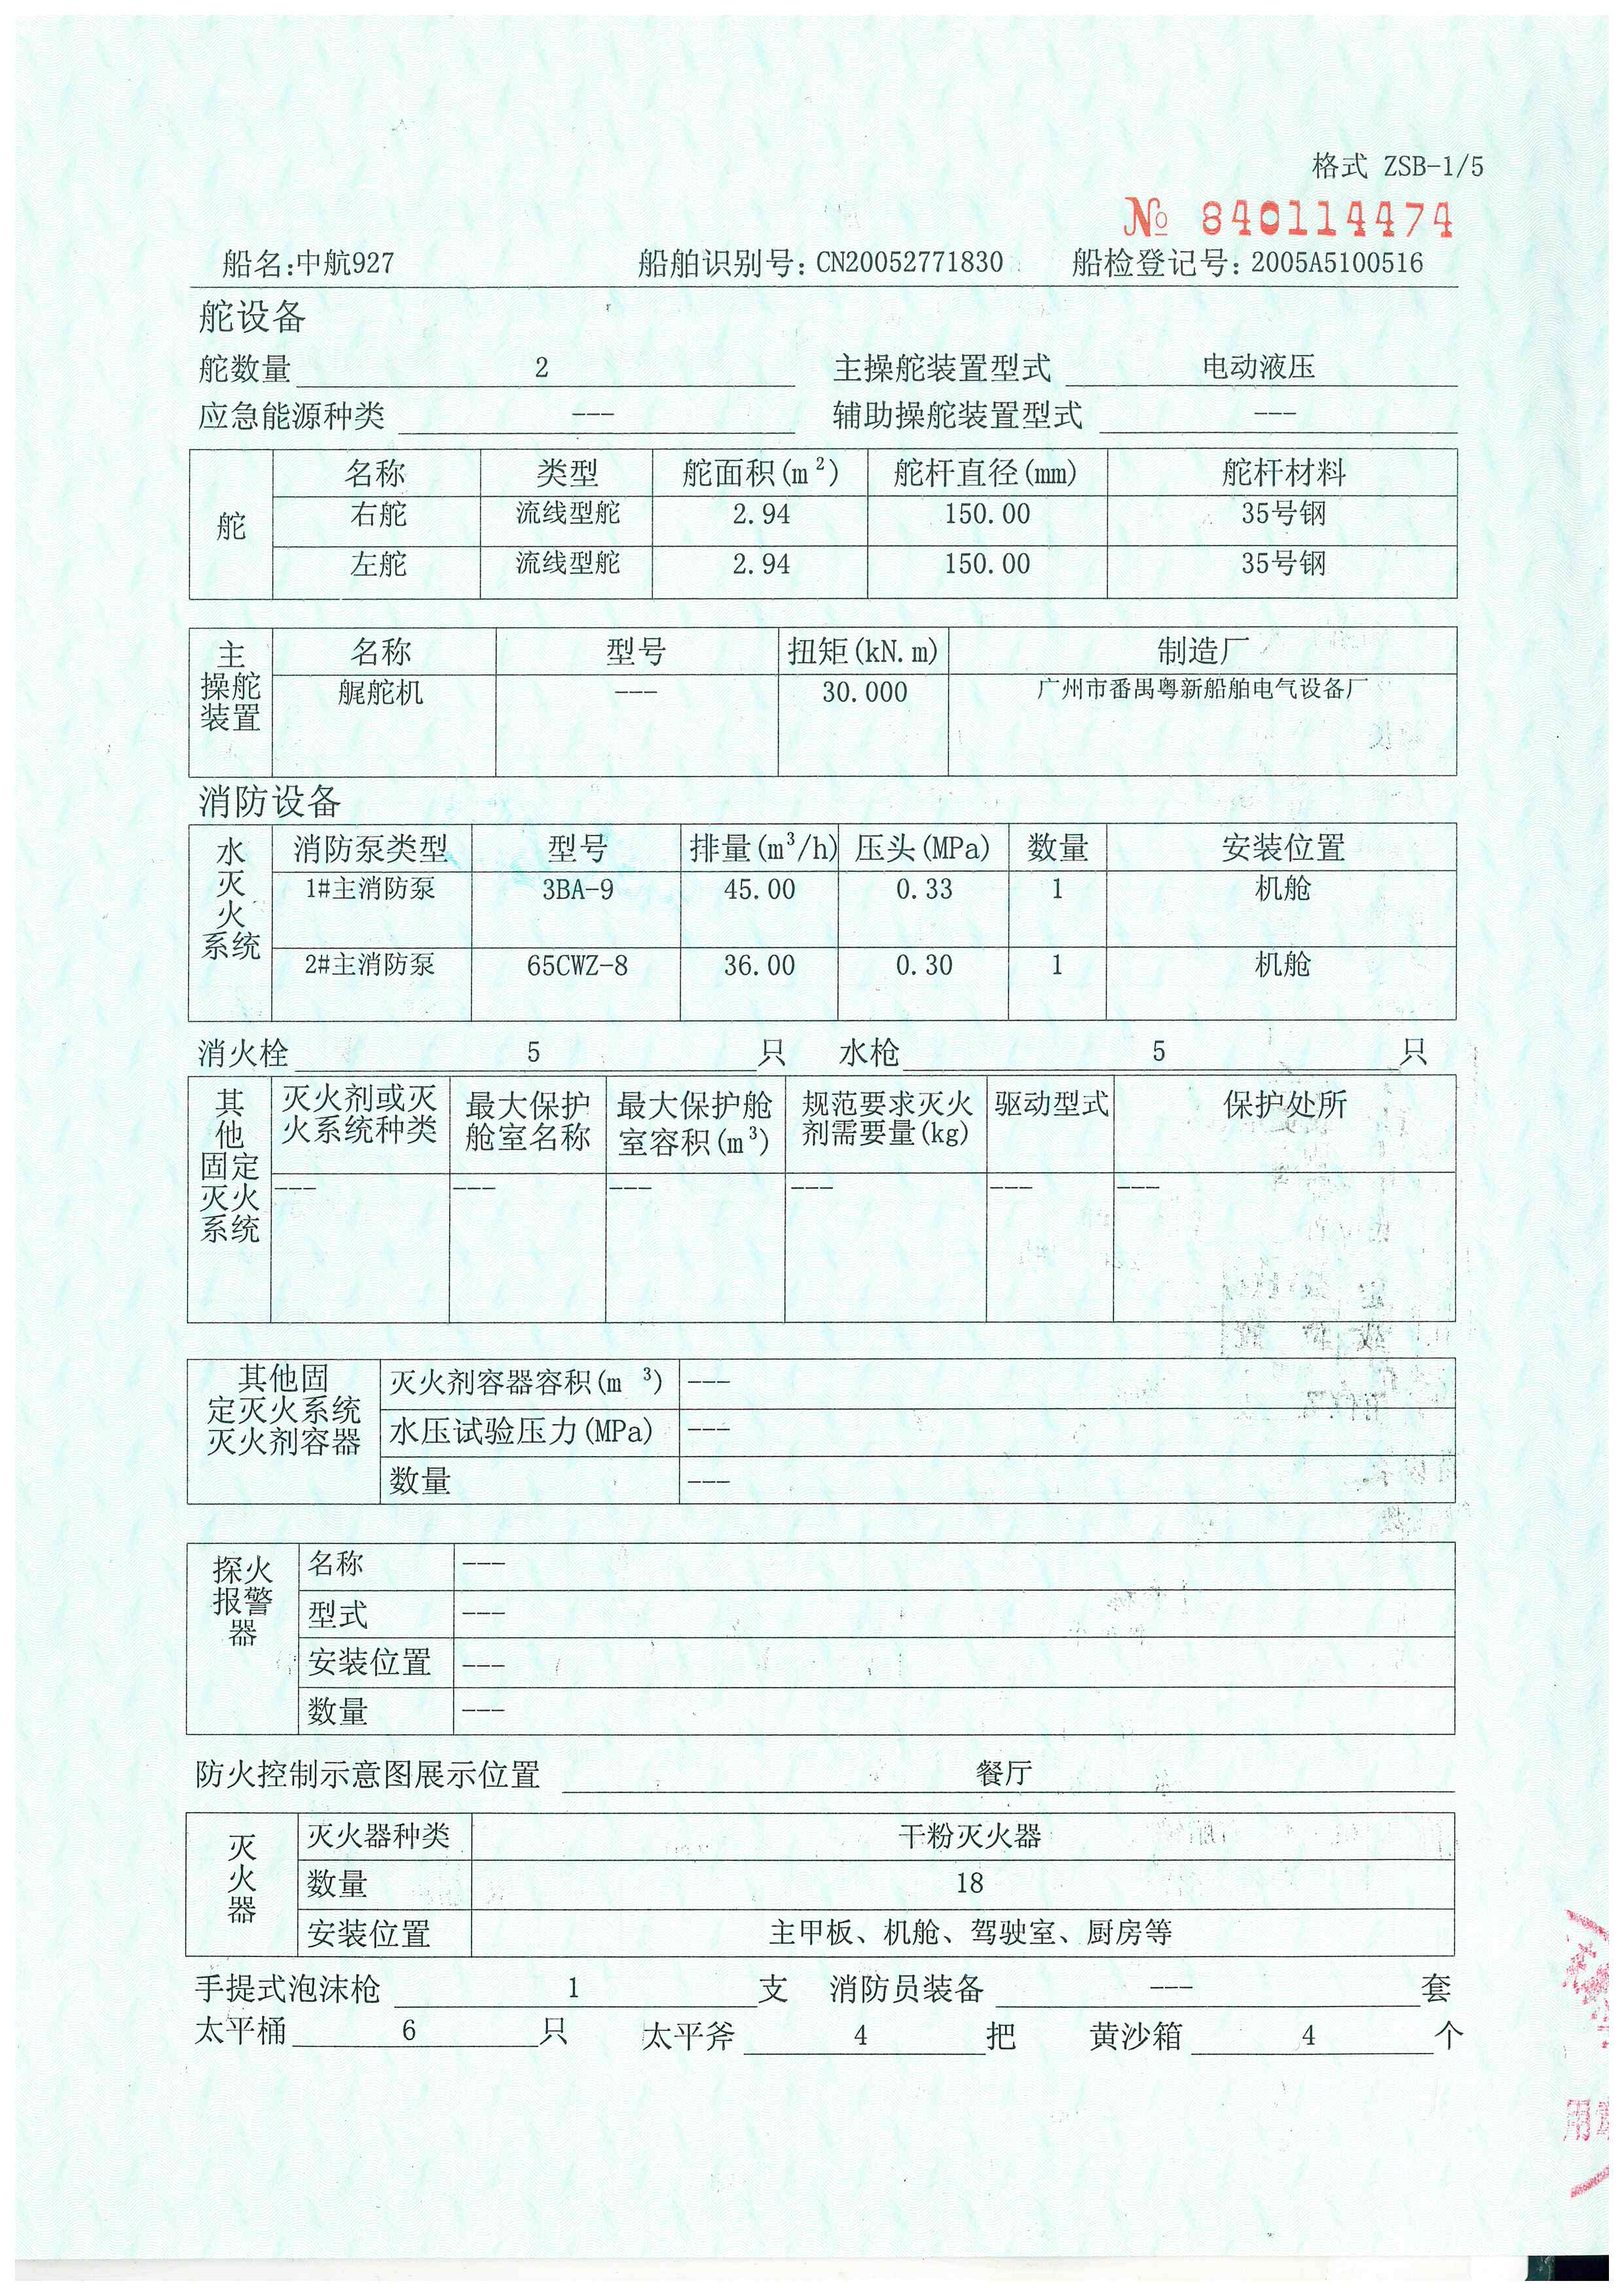 格式 ZSB-1/5
№ 840114474
船名:中航927 船舶识别号:CN20052771830 船检登记号:2005A5100516
舵设备
舵数量 2 主操舵装置型式 电动液压
应急能源种类 --- 辅助操舵装置型式 ---
舵 名称 类型 舵面积(m²) 舵杆直径(mm) 舵杆材料
右舵 流线型舵 2.94 150.00 35号钢
左舵 流线型舵 2.94 150.00 35号钢
主操舵装置 名称 型号 扭矩(kN.m) 制造厂
艉舵机 --- 30.000 广州市番禺粤新船舶电气设备厂
消防设备
水灭火系统 消防泵类型 型号 排量(m³/h) 压头(MPa) 数量 安装位置
1#主消防泵 3BA-9 45.00 0.33 1 机舱
2#主消防泵 65CWZ-8 36.00 0.30 1 机舱
消火栓 5 只 水枪 5 只
其他固定灭火系统 灭火剂或灭火系统种类 最大保护舱室名称 最大保护舱室容积(m³) 规范要求灭火剂需要量(kg) 驱动型式 保护处所
--- --- --- --- --- ---
其他固定灭火系统灭火剂容器 灭火剂容器容积(m ³) ---
水压试验压力(MPa) ---
数量 ---
探火报警器 名称 ---
型式 ---
安装位置 ---
数量 ---
防火控制示意图展示位置 餐厅
灭火器 灭火器种类 干粉灭火器
数量 18
安装位置 主甲板、机舱、驾驶室、厨房等
手提式泡沫枪 1 支 消防员装备 --- 套
太平桶 6 只 太平斧 4 把 黄沙箱 4 个
用章